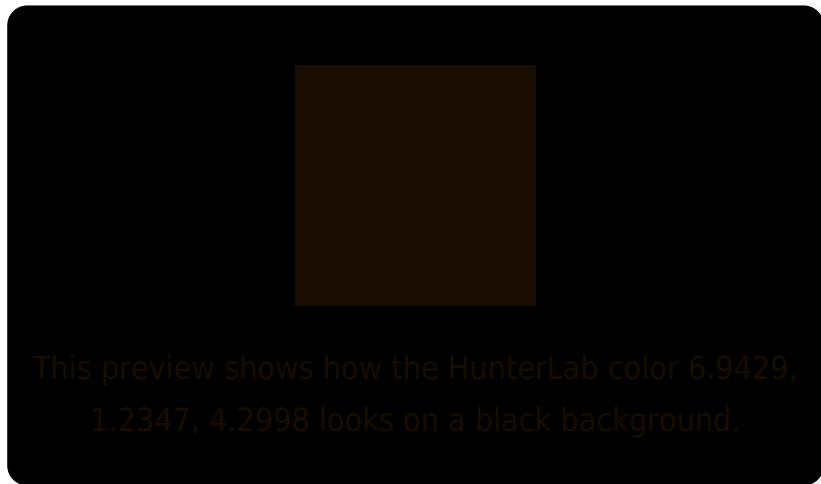 This preview shows how the HunterLab color 6.9429,
1.2347, 4.2998 looks on a black background.